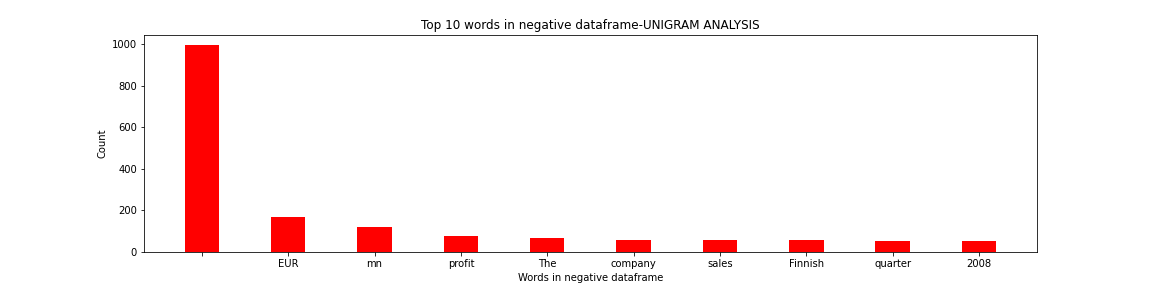 Top 10 words in negative dataframe-UNIGRAM ANALYSIS
1000
800
600
400
200
0
Count
EUR mn profit The company sales Finnish quarter 2008
Words in negative dataframe